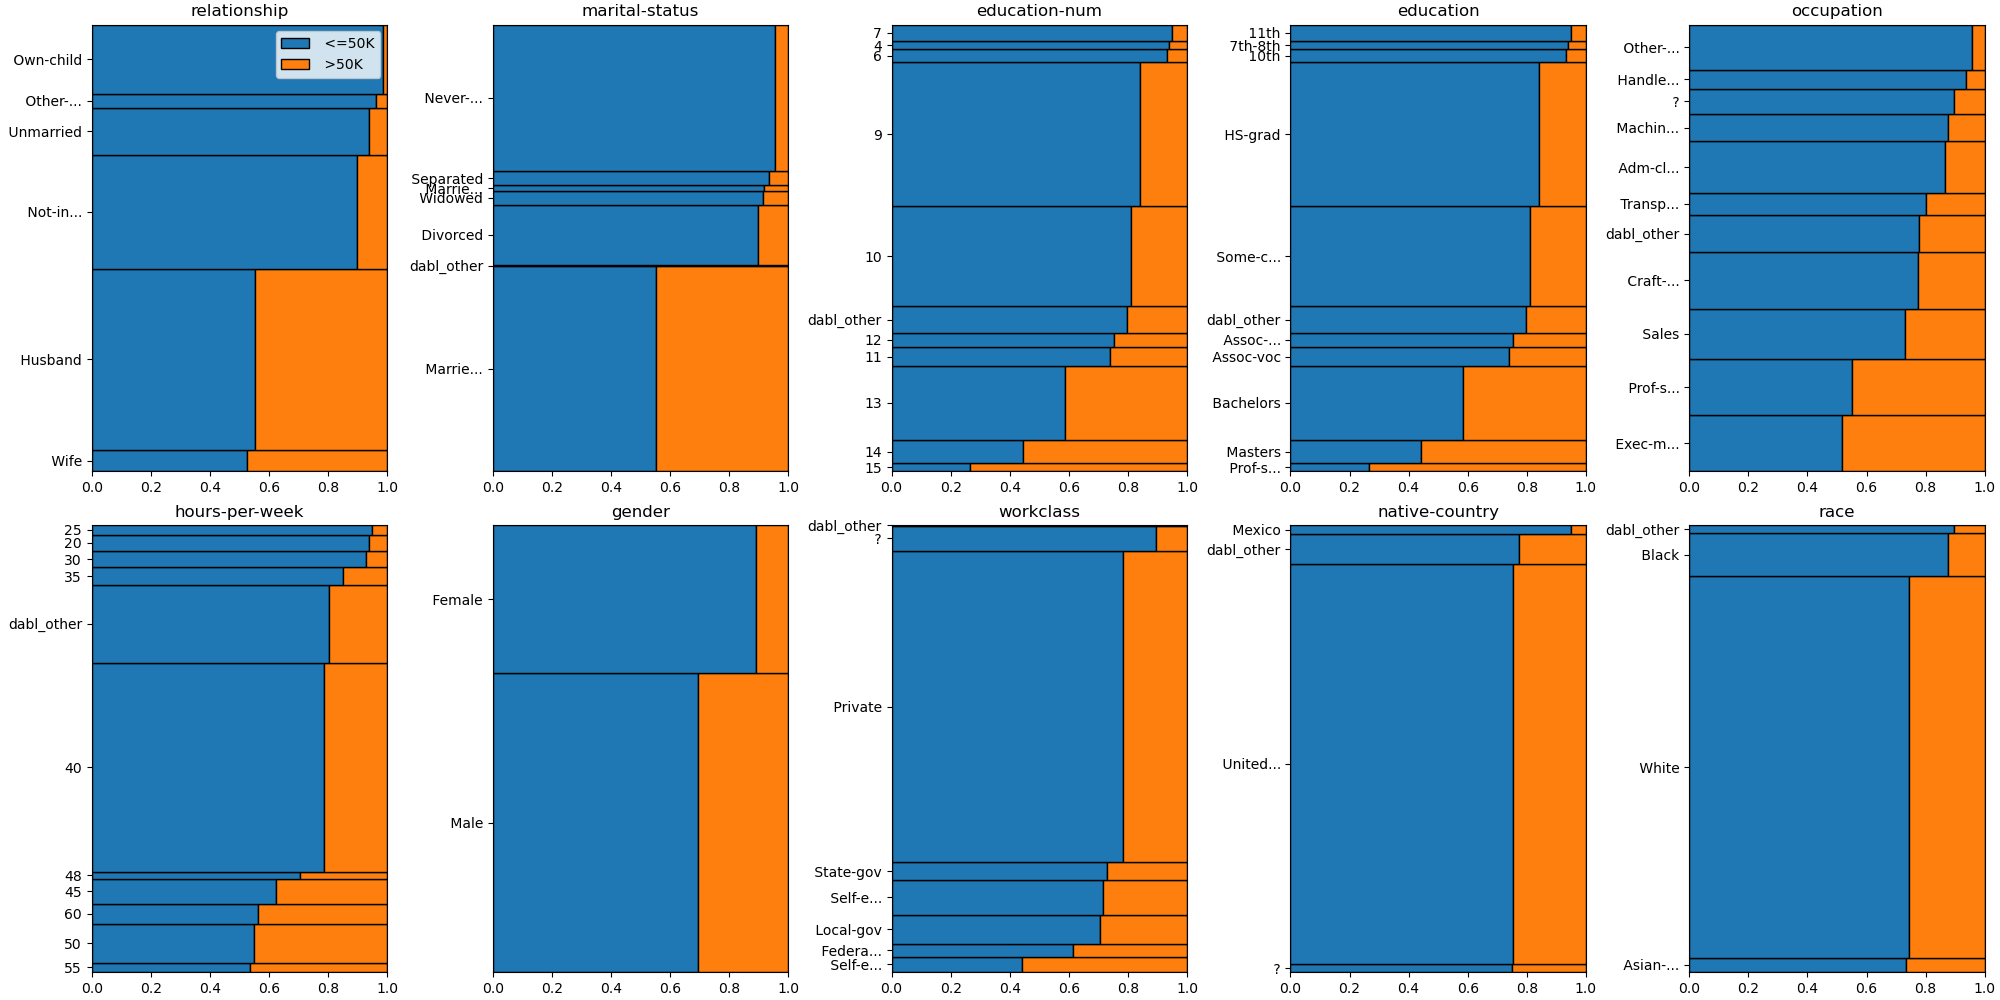 relationship
<=50K
>50K
Own-child
Other-...
Unmarried
Not-in...
Husband
Wife
0.0 0.2 0.4 0.6 0.8 1.0
marital-status
Never-...
Separated
Marrie...
Widowed
Divorced
dabl_other
Marrie...
0.0 0.2 0.4 0.6 0.8 1.0
education-num
7
4
6
9
10
dabl_other
12
11
13
14
15
0.0 0.2 0.4 0.6 0.8 1.0
education
11th
7th-8th
10th
HS-grad
Some-c...
dabl_other
Assoc-...
Assoc-voc
Bachelors
Masters
Prof-s...
0.0 0.2 0.4 0.6 0.8 1.0
occupation
Other-...
Handle...
?
Machin...
Adm-cl...
Transp...
dabl_other
Craft-...
Sales
Prof-s...
Exec-m...
0.0 0.2 0.4 0.6 0.8 1.0
hours-per-week
25
20
30
35
dabl_other
40
48
45
60
50
55
0.0 0.2 0.4 0.6 0.8 1.0
gender
Female
Male
0.0 0.2 0.4 0.6 0.8 1.0
workclass
dabl_other
?
Private
State-gov
Self-e...
Local-gov
Federa...
Self-e...
0.0 0.2 0.4 0.6 0.8 1.0
native-country
Mexico
dabl_other
United...
?
0.0 0.2 0.4 0.6 0.8 1.0
race
dabl_other
Black
White
Asian-...
0.0 0.2 0.4 0.6 0.8 1.0